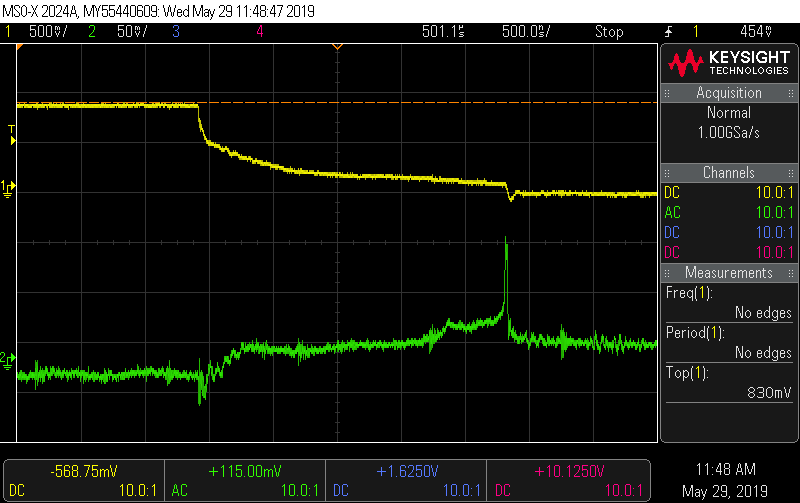 MSO-X 2024A, MY55440609: Wed May 29 11:48:47 2019
1 500mV/ 2 50mV/ 3 4 501.1us 500.0us/ Stop 1 454mV
KEYSIGHT
TECHNOLOGIES
Acquisition
Normal
1.00GSa/s
Channels
DC 10.0:1
AC 10.0:1
DC 10.0:1
DC 10.0:1
Measurements
Freq(1):
No edges
Period(1):
No edges
Top(1):
830mV
T
1
2
-568.75mV +115.00mV +1.6250V +10.1250V
DC 10.0:1 AC 10.0:1 DC 10.0:1 DC 10.0:1
11:48 AM
May 29, 2019